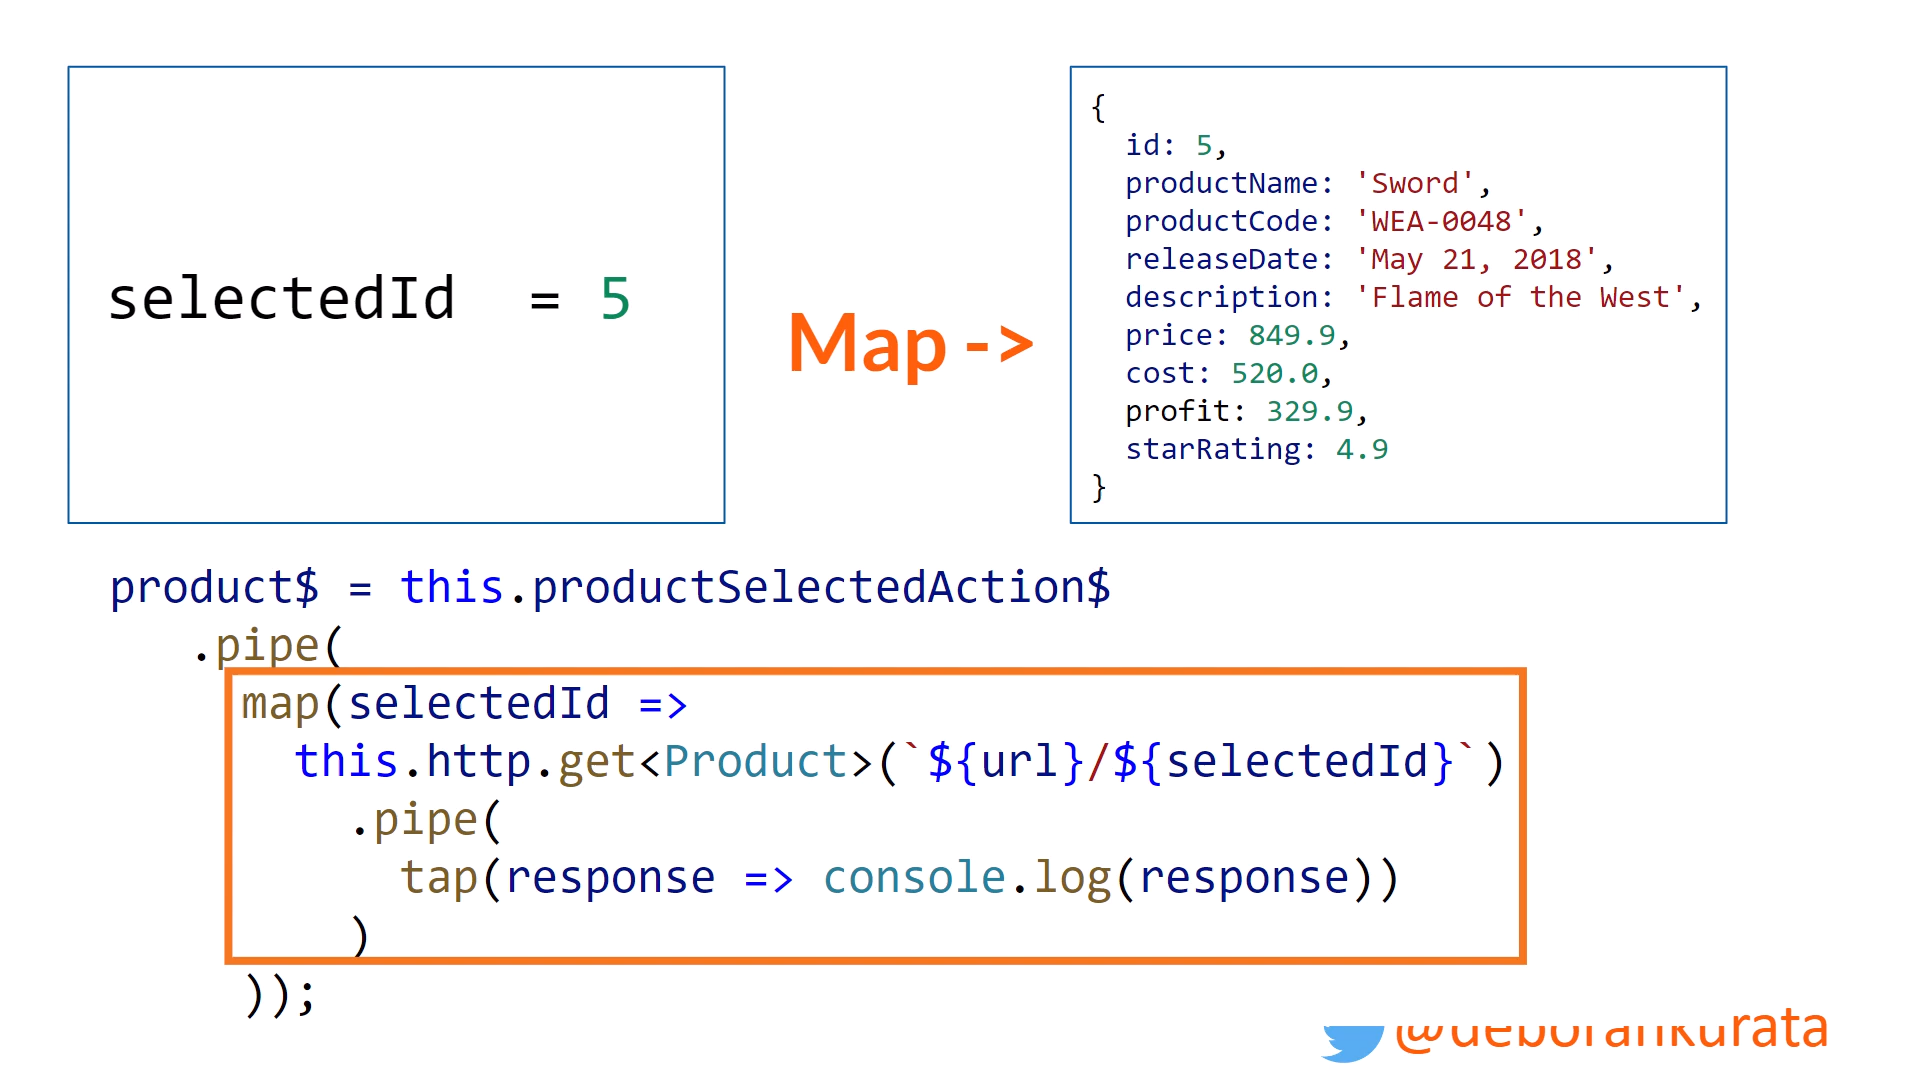 selectedId = 5
Map ->
{
id: 5,
productName: 'Sword',
productCode: 'WEA-0048',
releaseDate: 'May 21, 2018',
description: 'Flame of the West',
price: 849.9,
cost: 520.0,
profit: 329.9,
starRating: 4.9
}
product$ = this.productSelectedAction$
.pipe(
map(selectedId =>
this.http.get<Product>(`${url}/${selectedId}`)
.pipe(
tap(response => console.log(response))
)
));
@deborahkurata